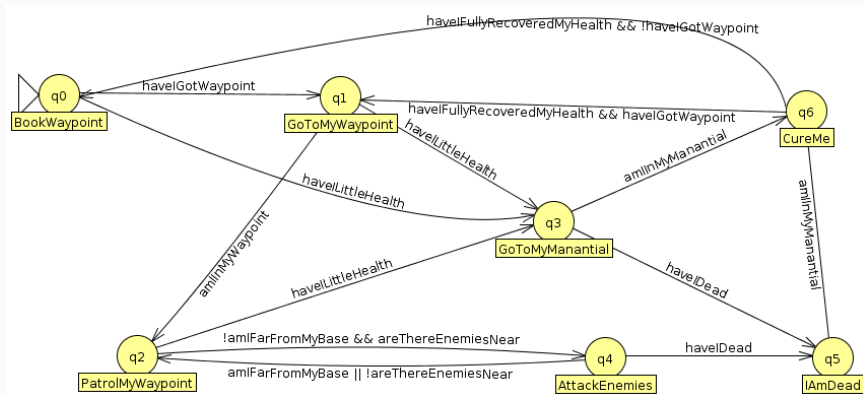 haveIFullyRecoveredMyHealth && !haveIGotWaypoint
q0
BookWaypoint
haveIGotWaypoint
q1
GoToMyWaypoint
haveIFullyRecoveredMyHealth && haveIGotWaypoint
q6
CureMe
haveILittleHealth
haveILittleHealth
amIInMyManantial
amIInMyManantial
q3
GoToMyManantial
amIInMyWaypoint
haveILittleHealth
haveIDead
q2
PatrolMyWaypoint
!amIFarFromMyBase && areThereEnemiesNear
amIFarFromMyBase || !areThereEnemiesNear
q4
AttackEnemies
haveIDead
q5
IAmDead